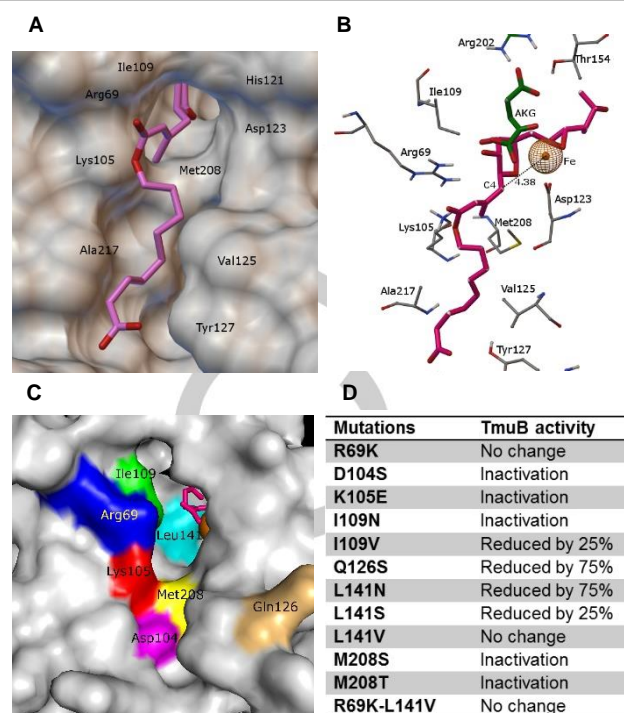 A
Ile109
His121
Arg69
Asp123
Lys105
Met208
Ala217
Val125
Tyr127
B
Arg202
Thr154
Ile109
AKG
Arg69
Fe
C4
4.38
Asp123
Lys105
Met208
Ala217
Val125
Tyr127
C
Ile109
Arg69
Leu141
Lys105
Met208
Gln126
Asp104
D
Mutations TmuB activity
R69K No change
D104S Inactivation
K105E Inactivation
I109N Inactivation
I109V Reduced by 25%
Q126S Reduced by 75%
L141N Reduced by 75%
L141S Reduced by 25%
L141V No change
M208S Inactivation
M208T Inactivation
R69K-L141V No change